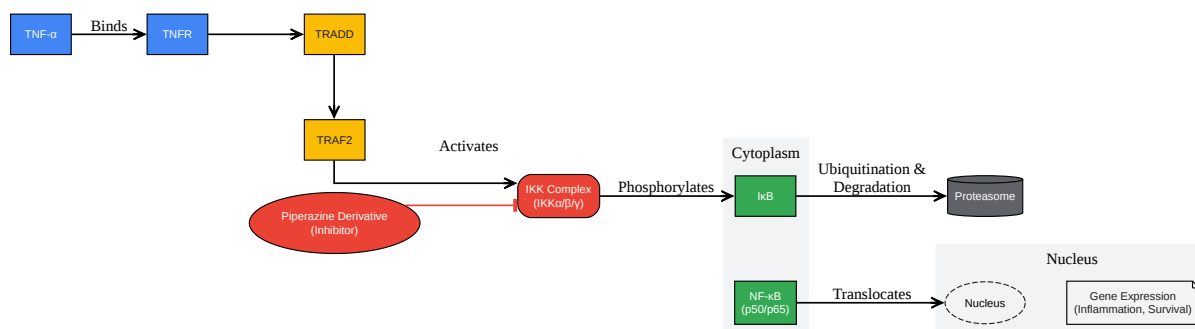 TNF-α
Binds
TNFR
TRADD
TRAF2
Activates
Piperazine Derivative
(Inhibitor)
IKK Complex
(IKKα/β/γ)
Phosphorylates
Cytoplasm
IκB
Ubiquitination &
Degradation
Proteasome
NF-κB
(p50/p65)
Translocates
Nucleus
Nucleus
Gene Expression
(Inflammation, Survival)